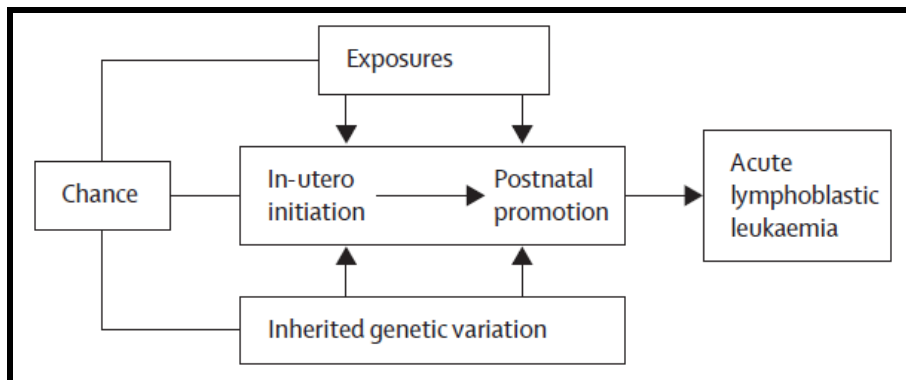 Exposures
Chance
In-utero
initiation
Postnatal
promotion
Acute
lymphoblastic
leukaemia
Inherited genetic variation